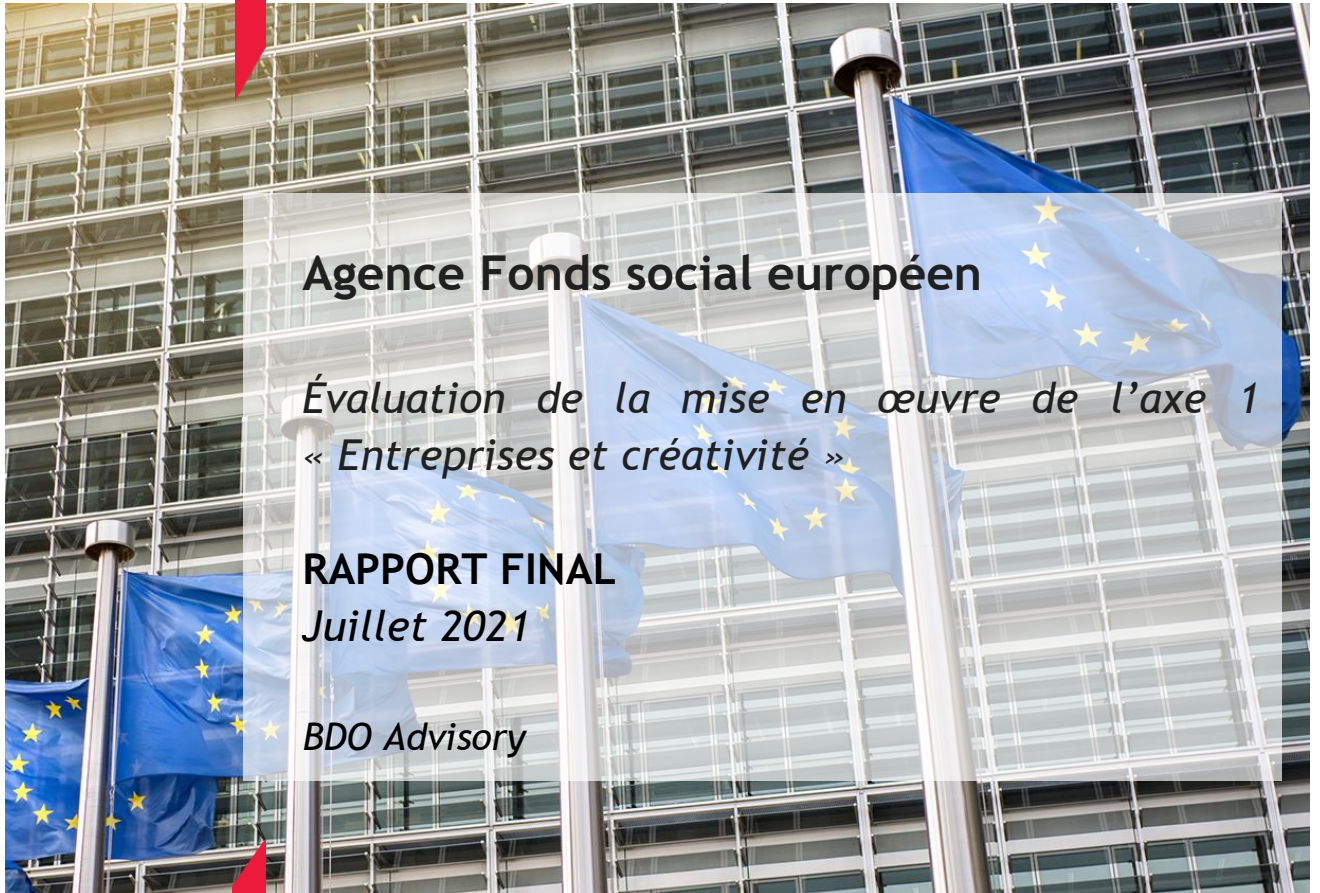 Agence Fonds social européen
Évaluation de la mise en œuvre de l’axe 1
« Entreprises et créativité »
RAPPORT FINAL
Juillet 2021
BDO Advisory